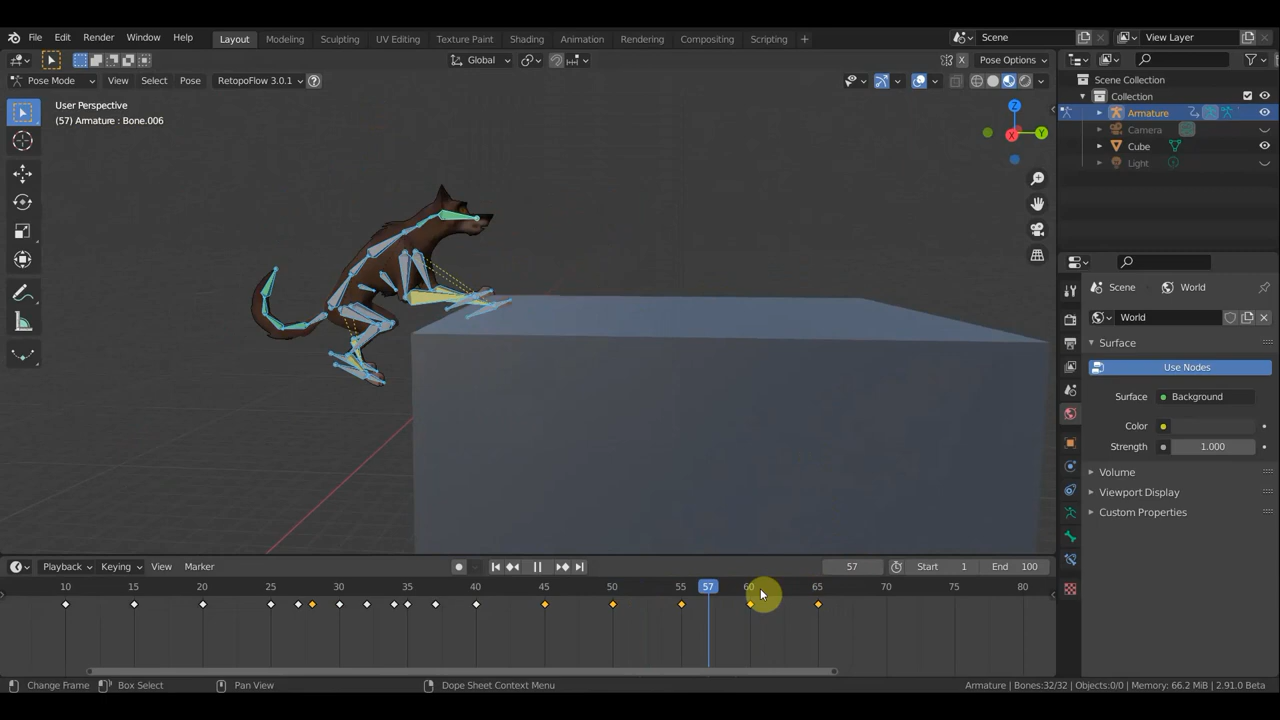 File Edit Render Window Help Layout Modeling Sculpting UV Editing Texture Paint Shading Animation Rendering Compositing Scripting + Scene View Layer
Global X Pose Options
Pose Mode View Select Pose RetopoFlow 3.0.1
User Perspective
(57) Armature : Bone.006
Z
Y
X
Scene Collection
Collection
Armature
Camera
Cube
Light
Scene World
World
Surface
Use Nodes
Surface Background
Color
Strength 1.000
Volume
Viewport Display
Custom Properties
Playback Keying View Marker 57 Start 1 End 100
10 15 20 25 30 35 40 45 50 55 57 60 65 70 75 80
Change Frame Box Select Pan View Dope Sheet Context Menu Armature | Bones:32/32 | Objects:0/0 | Memory: 66.2 MiB | 2.91.0 Beta